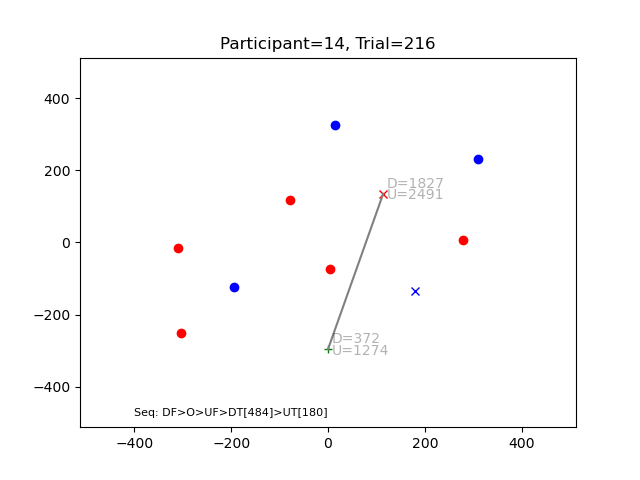 Participant=14, Trial=216
400
200
0
−200
−400
D=1827
U=2491
D=372
U=1274
Seq: DF>O>UF>DT[484]>UT[180]
−400
−200
0
200
400